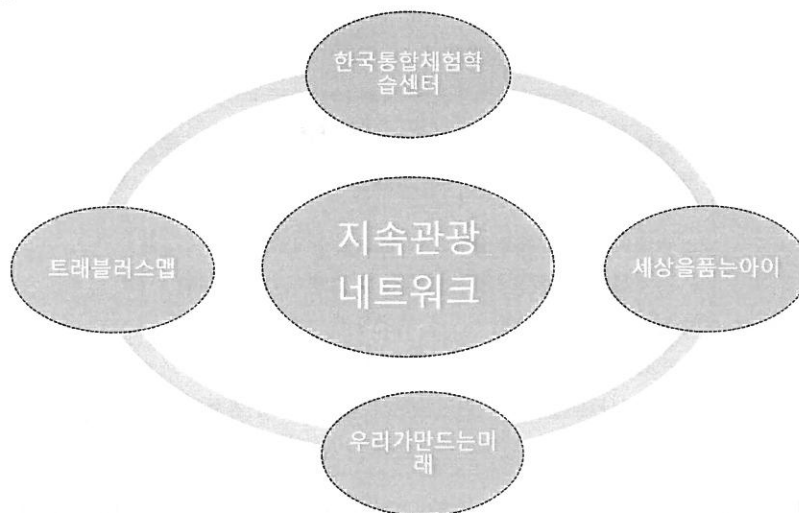 한국통합체험학
습센터
트래블러스맵
지속관광
네트워크
세상을품는아이
우리가만드는미
래